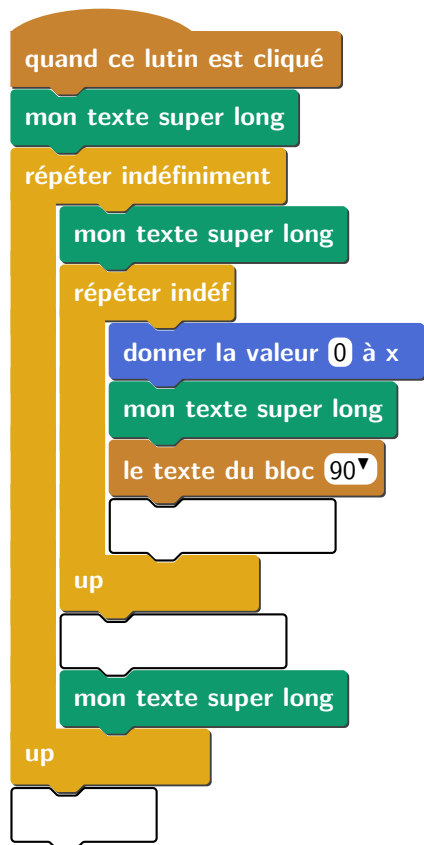 quand ce lutin est cliqué
mon texte super long
répéter indéfiniment
mon texte super long
répéter indéf
donner la valeur 0 à x
mon texte super long
le texte du bloc 90▼
up
mon texte super long
up